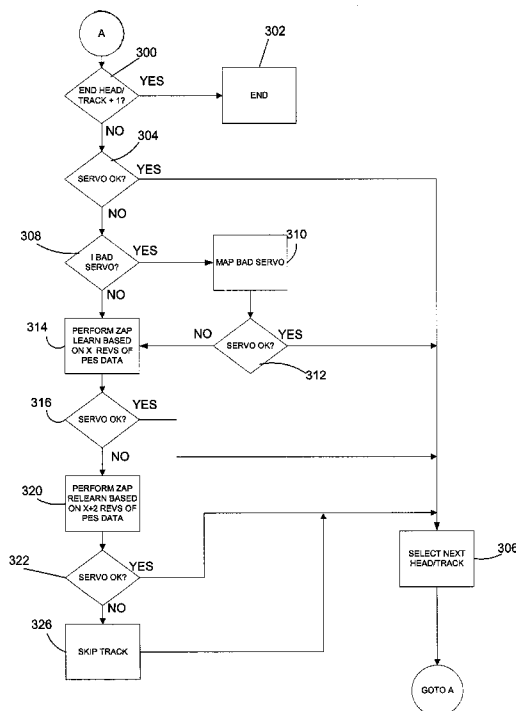 A
300
302
END HEAD/
TRACK + 1?
YES
END
NO
304
SERVO OK?
YES
NO
308
I BAD
SERVO?
YES
310
MAP BAD SERVO
NO
314
PERFORM ZAP
LEARN BASED
ON X REVS OF
PES DATA
NO
SERVO OK?
YES
312
316
SERVO OK?
YES
NO
320
PERFORM ZAP
RELEARN BASED
ON X+2 REVS OF
PES DATA
322
SERVO OK?
YES
NO
SELECT NEXT
HEAD/TRACK
306
326
SKIP TRACK
GOTO A